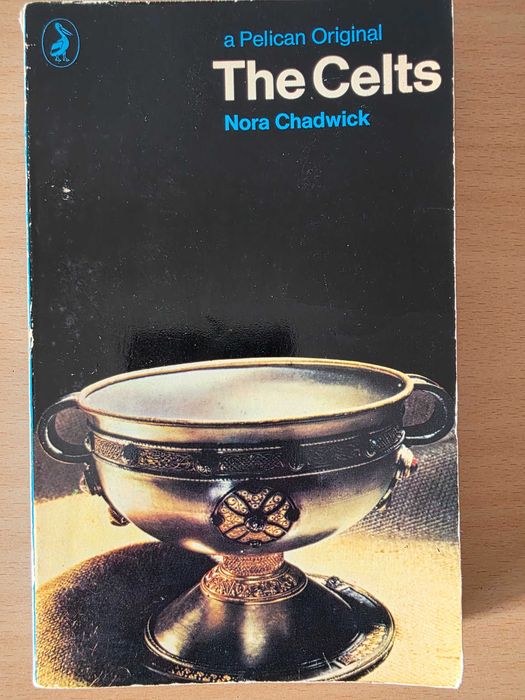 a Pelican Original
The Celts
Nora Chadwick